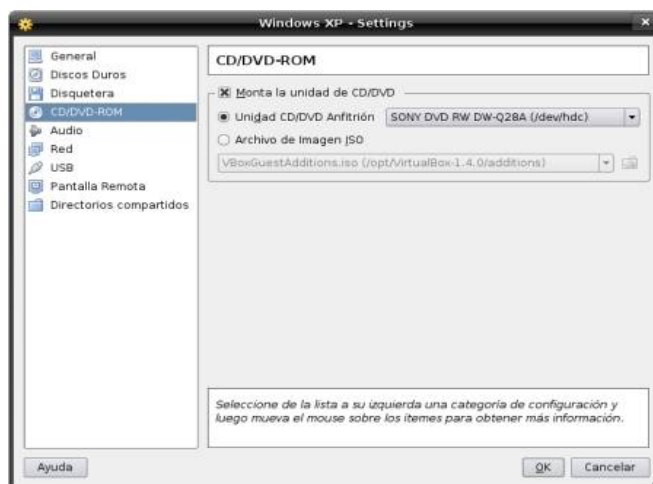 Windows XP - Settings
General
Discos Duros
Disquetera
CD/DVD-ROM
Audio
Red
USB
Pantalla Remota
Directorios compartidos
CD/DVD-ROM
Monta la unidad de CD/DVD
Unidad CD/DVD Anfitrión
SONY DVD RW DW-Q28A (/dev/hdc)
Archivo de Imagen ISO
VBoxGuestAdditions.iso (/opt/VirtualBox-1.4.0/additions)
Seleccione de la lista a su izquierda una categoría de configuración y
luego mueva el mouse sobre los itemes para obtener más información.
Ayuda
OK
Cancelar